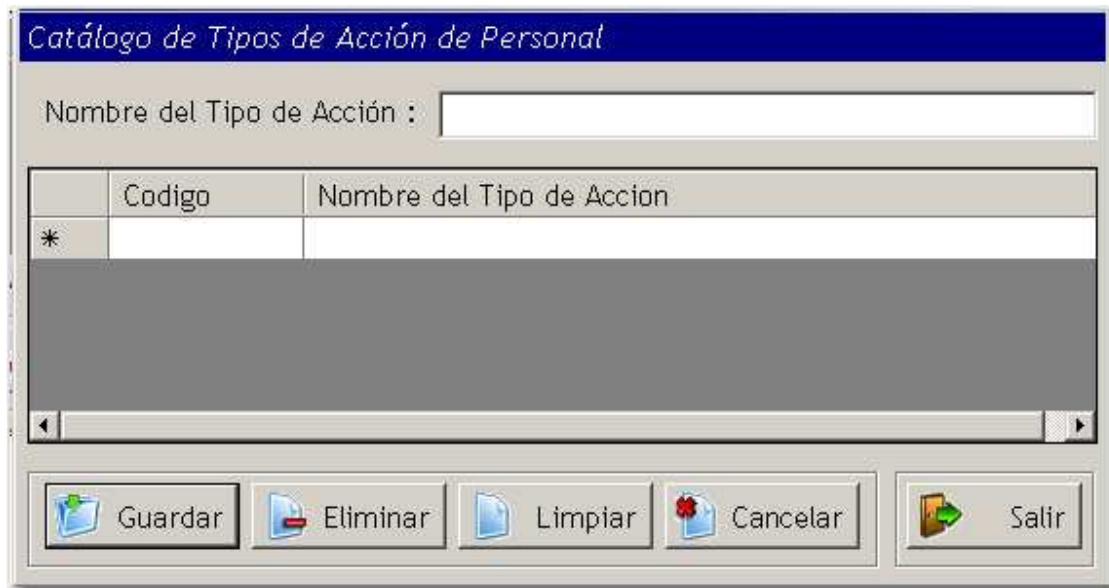 Catálogo de Tipos de Acción de Personal
Nombre del Tipo de Acción :
Codigo Nombre del Tipo de Accion
*
Guardar Eliminar Limpiar Cancelar Salir